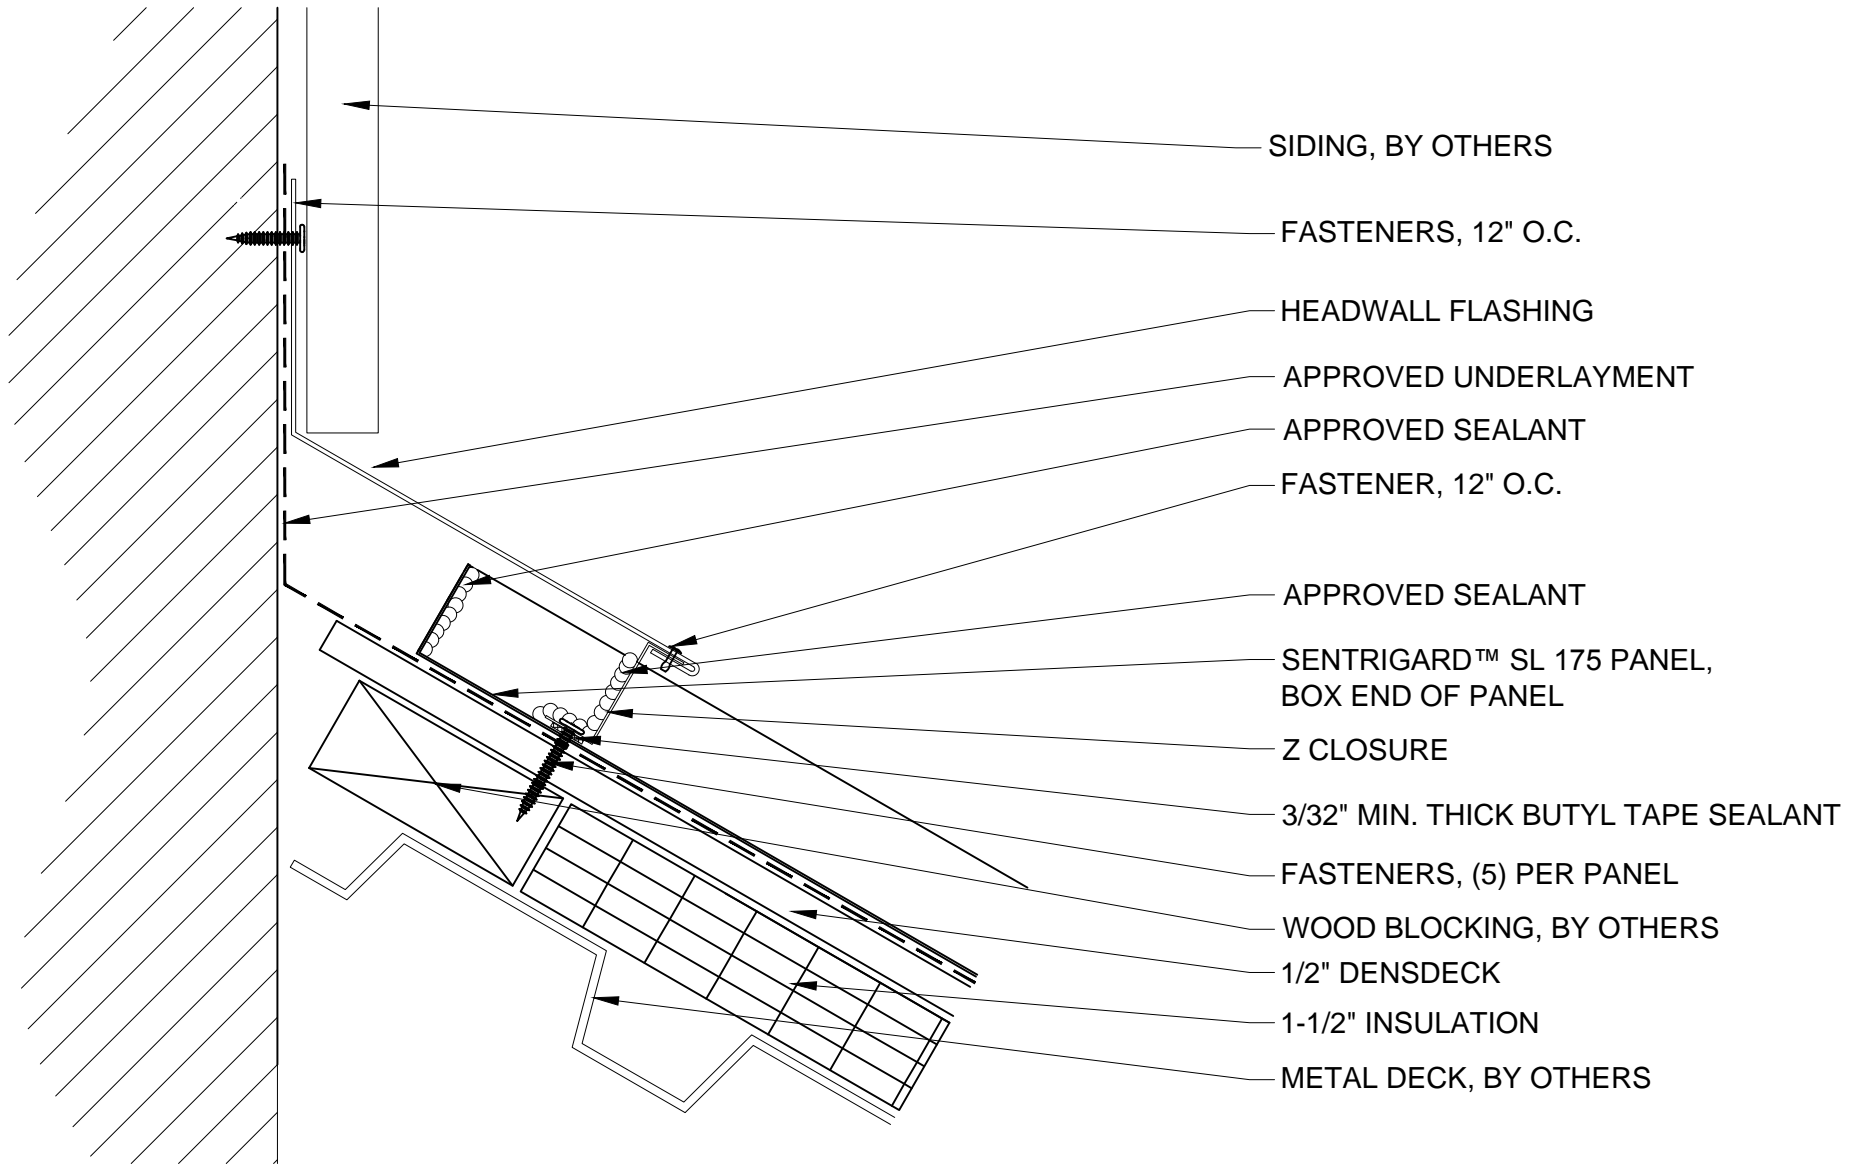 SIDING, BY OTHERS
FASTENERS, 12" O.C.
HEADWALL FLASHING
APPROVED UNDERLAYMENT
APPROVED SEALANT
FASTENER, 12" O.C.
APPROVED SEALANT
SENTRIGARD™ SL 175 PANEL,
BOX END OF PANEL
Z CLOSURE
3/32" MIN. THICK BUTYL TAPE SEALANT
FASTENERS, (5) PER PANEL
WOOD BLOCKING, BY OTHERS
1/2" DENSDECK
1-1/2" INSULATION
METAL DECK, BY OTHERS